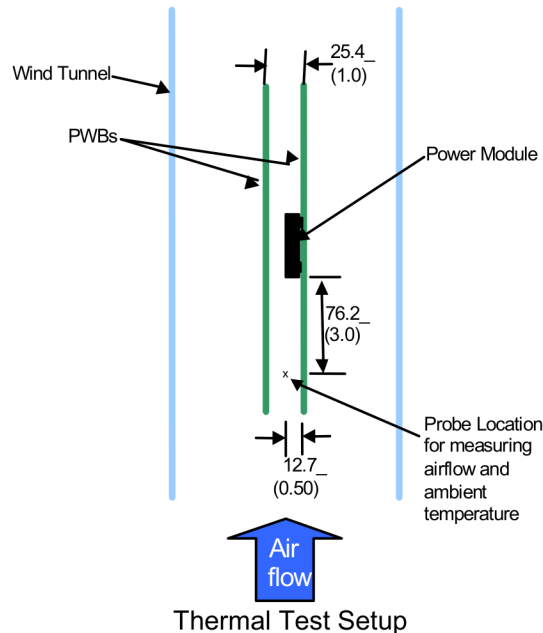 25.4_
(1.0)
Wind Tunnel
PWBs
Power Module
76.2_
(3.0)
x
Probe Location
for measuring
airflow and
ambient
temperature
12.7_
(0.50)
Air
flow
Thermal Test Setup